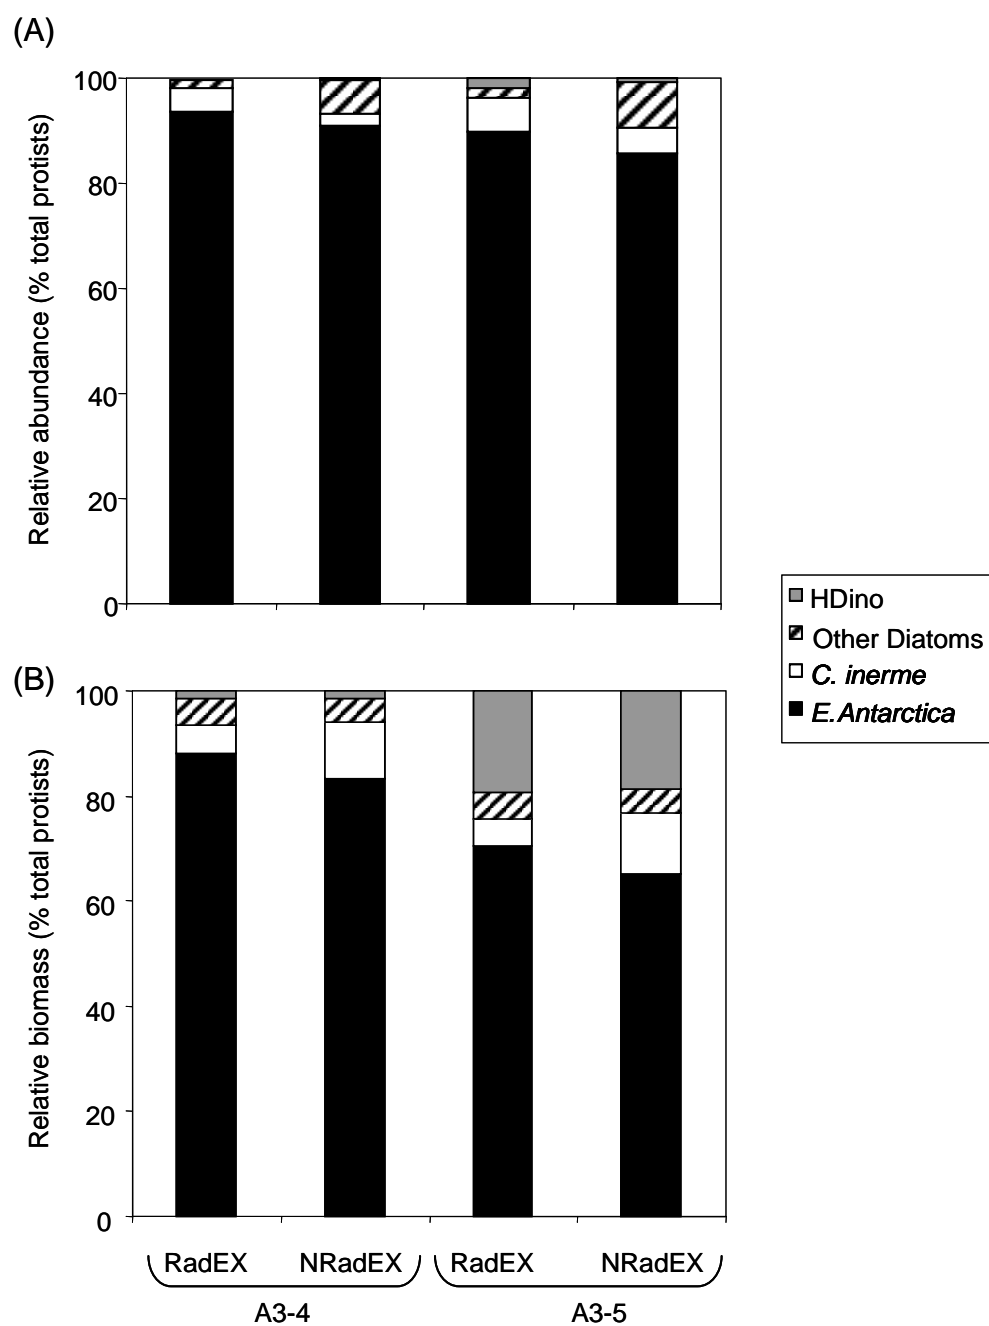 (A)
Relative abundance (% total protists)
100
80
60
40
20
0
HDino
Other Diatoms
C. inerme
E.Antarctica
(B)
Relative biomass (% total protists)
100
80
60
40
20
0
RadEX NRadEX RadEX NRadEX
A3-4 A3-5